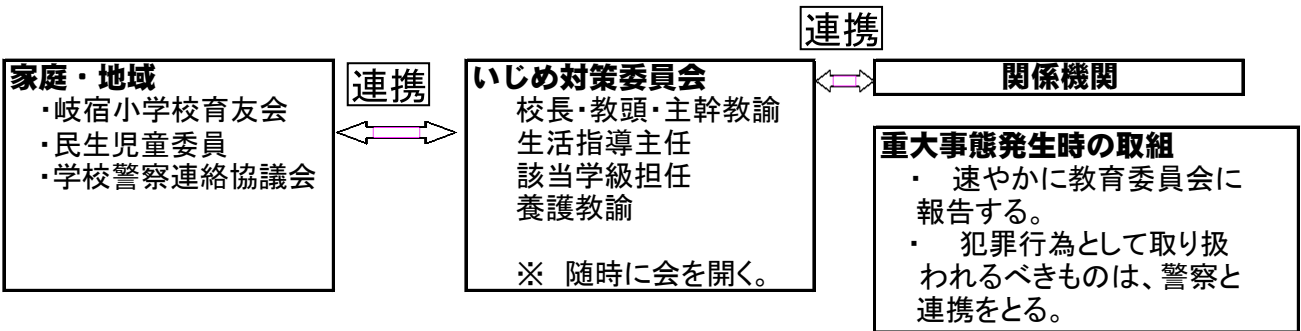 連携
家庭・地域
・岐宿小学校育友会
・民生児童委員
・学校警察連絡協議会
連携
いじめ対策委員会
校長・教頭・主幹教諭
生活指導主任
該当学級担任
養護教諭
※　随時に会を開く。
関係機関
重大事態発生時の取組
・　速やかに教育委員会に
報告する。
・　犯罪行為として取り扱
われるべきものは、警察と
連携をとる。